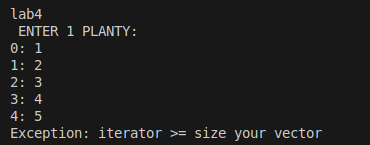 lab4
ENTER 1 PLANTY:
0: 1
1: 2
2: 3
3: 4
4: 5
Exception: iterator >= size your vector